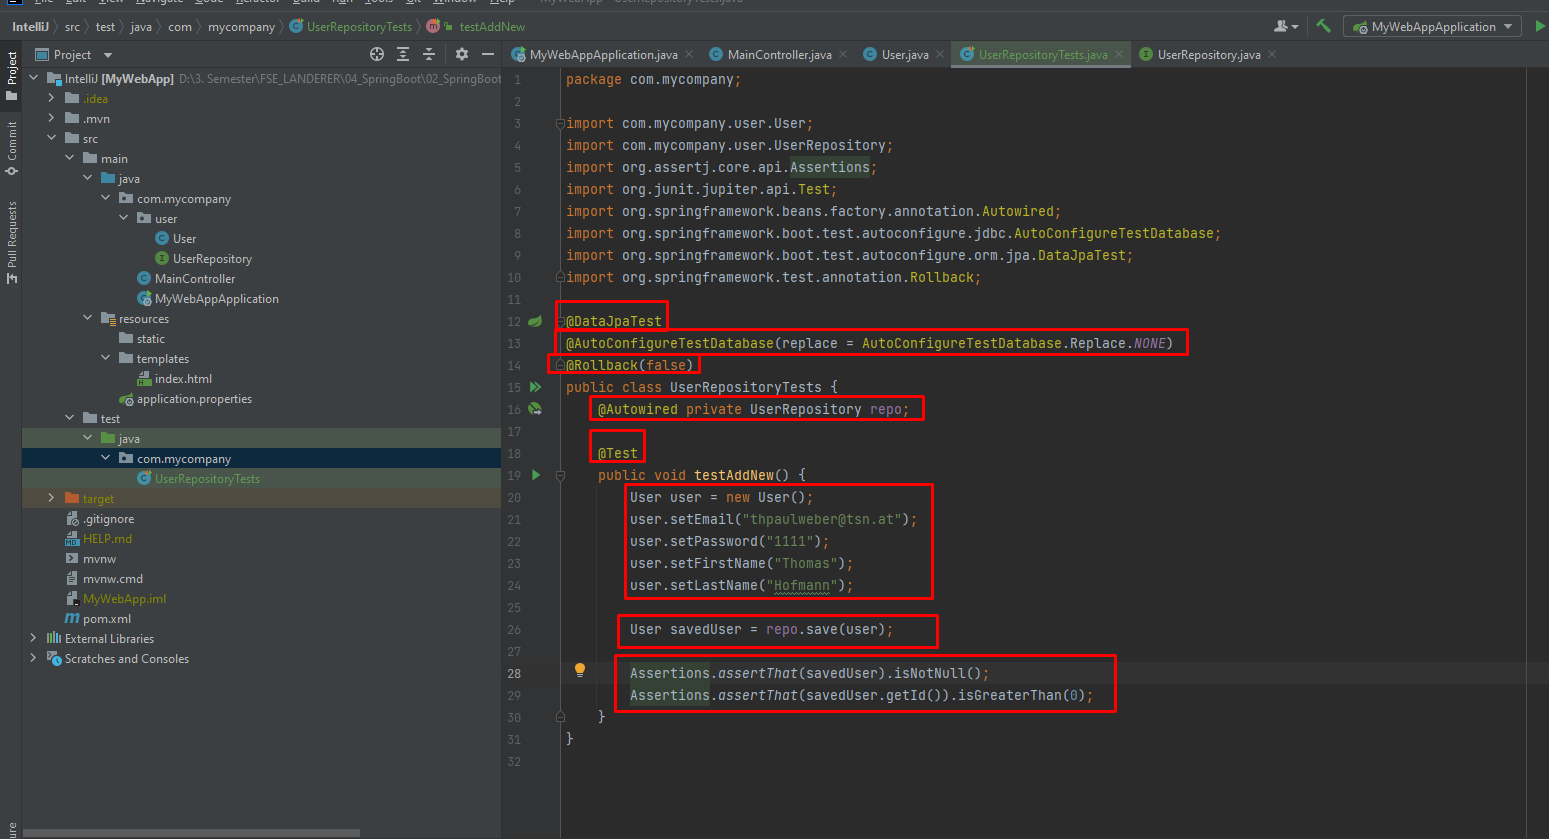 IntelliJ src test java com mycompany UserRepositoryTests testAddNew
MyWebAppApplication
Project
MyWebAppApplication.java MainController.java User.java UserRepositoryTests.java UserRepository.java
Project
Commit
Pull Requests
IntelliJ [MyWebApp] D:\3. Semester\FSE_LANDERER\04_SpringBoot\02_SpringBoot
.idea
.mvn
src
main
java
com.mycompany
user
User
UserRepository
MainController
MyWebAppApplication
resources
static
templates
index.html
application.properties
test
java
com.mycompany
UserRepositoryTests
target
.gitignore
HELP.md
mvnw
mvnw.cmd
MyWebApp.iml
pom.xml
External Libraries
Scratches and Consoles
1 package com.mycompany;
2
3 import com.mycompany.user.User;
4 import com.mycompany.user.UserRepository;
5 import org.assertj.core.api.Assertions;
6 import org.junit.jupiter.api.Test;
7 import org.springframework.beans.factory.annotation.Autowired;
8 import org.springframework.boot.test.autoconfigure.jdbc.AutoConfigureTestDatabase;
9 import org.springframework.boot.test.autoconfigure.orm.jpa.DataJpaTest;
10 import org.springframework.test.annotation.Rollback;
11
12 @DataJpaTest
13 @AutoConfigureTestDatabase(replace = AutoConfigureTestDatabase.Replace.NONE)
14 @Rollback(false)
15 public class UserRepositoryTests {
16 @Autowired private UserRepository repo;
17
18 @Test
19 public void testAddNew() {
20 User user = new User();
21 user.setEmail("thpaulweber@tsn.at");
22 user.setPassword("1111");
23 user.setFirstName("Thomas");
24 user.setLastName("Hofmann");
25
26 User savedUser = repo.save(user);
27
28 Assertions.assertThat(savedUser).isNotNull();
29 Assertions.assertThat(savedUser.getId()).isGreaterThan(0);
30 }
31 }
32